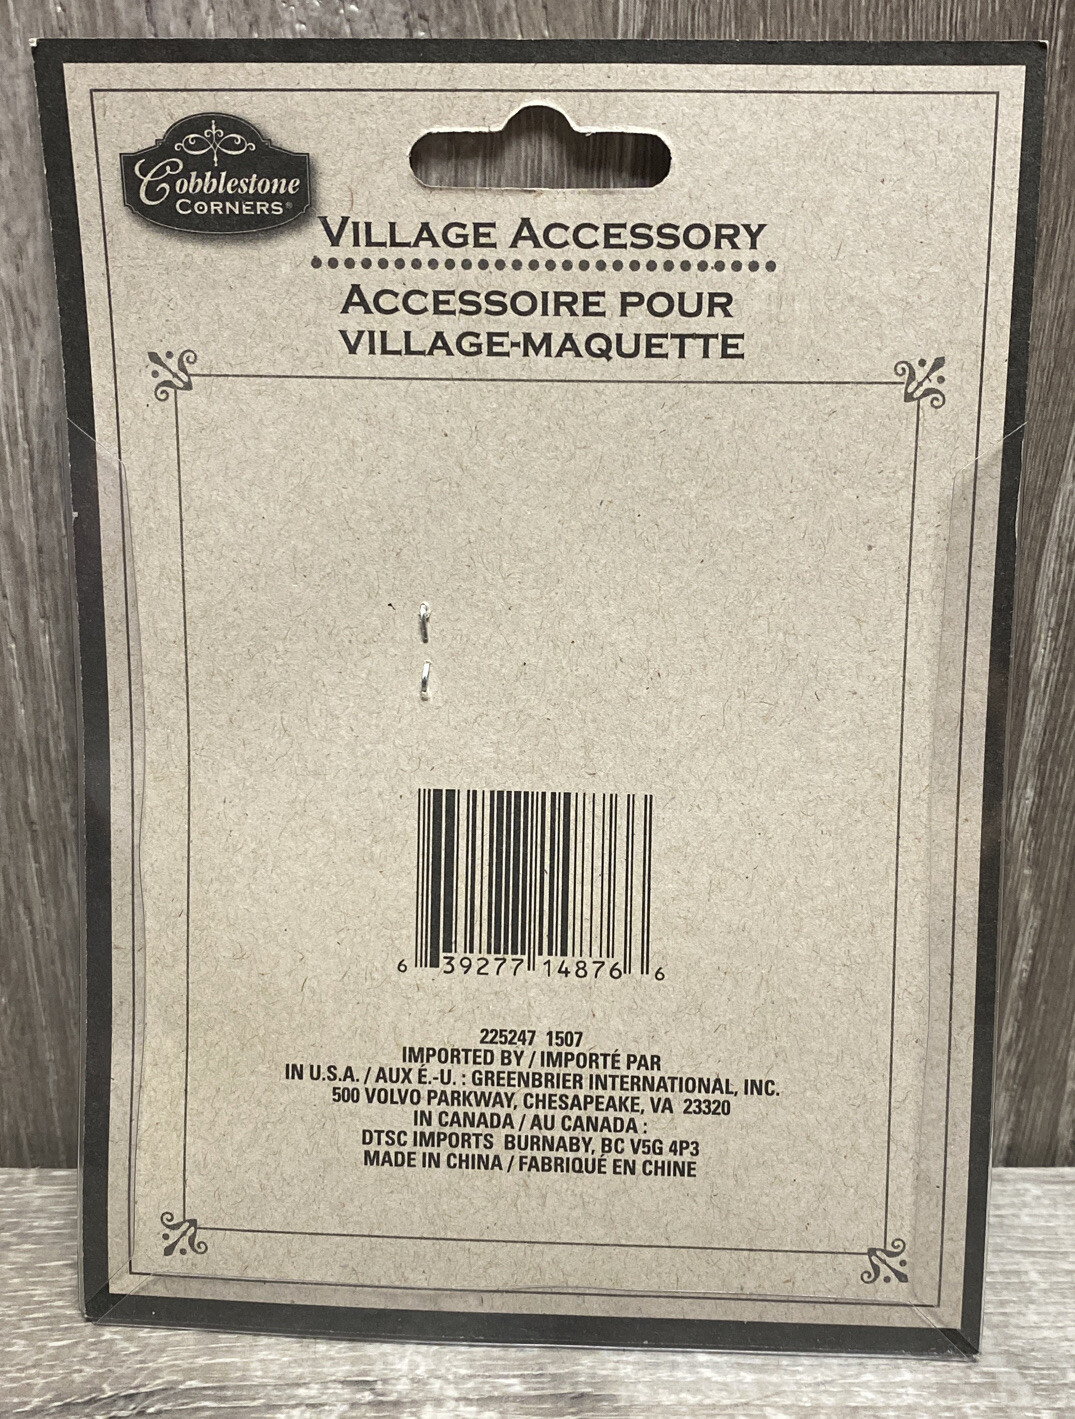 Cobblestone
CORNERS®
VILLAGE ACCESSORY
ACCESSOIRE POUR
VILLAGE-MAQUETTE
6 39277 14876 6
225247 1507
IMPORTED BY / IMPORTÉ PAR
IN U.S.A. / AUX É.-U. : GREENBRIER INTERNATIONAL, INC.
500 VOLVO PARKWAY, CHESAPEAKE, VA 23320
IN CANADA / AU CANADA :
DTSC IMPORTS BURNABY, BC V5G 4P3
MADE IN CHINA / FABRIQUÉ EN CHINE